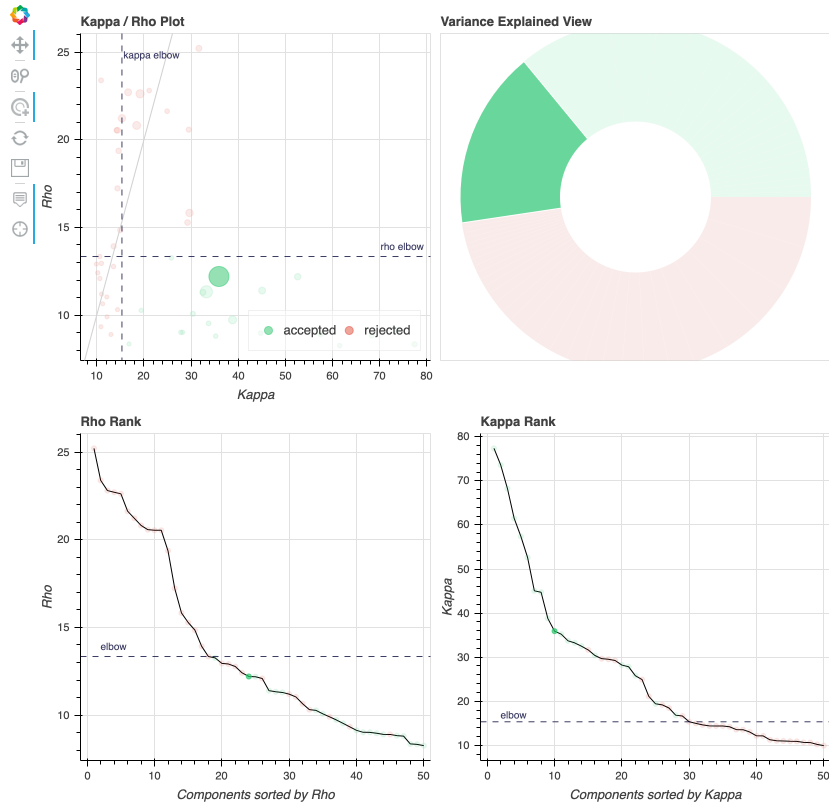 Kappa / Rho Plot
Variance Explained View
25
20
15
10
Rho
kappa elbow
rho elbow
accepted
rejected
10
20
30
40
50
60
70
80
Kappa
Rho Rank
Kappa Rank
25
20
15
10
Rho
elbow
0
10
20
30
40
50
Components sorted by Rho
80
70
60
50
40
30
20
10
Kappa
elbow
0
10
20
30
40
50
Components sorted by Kappa